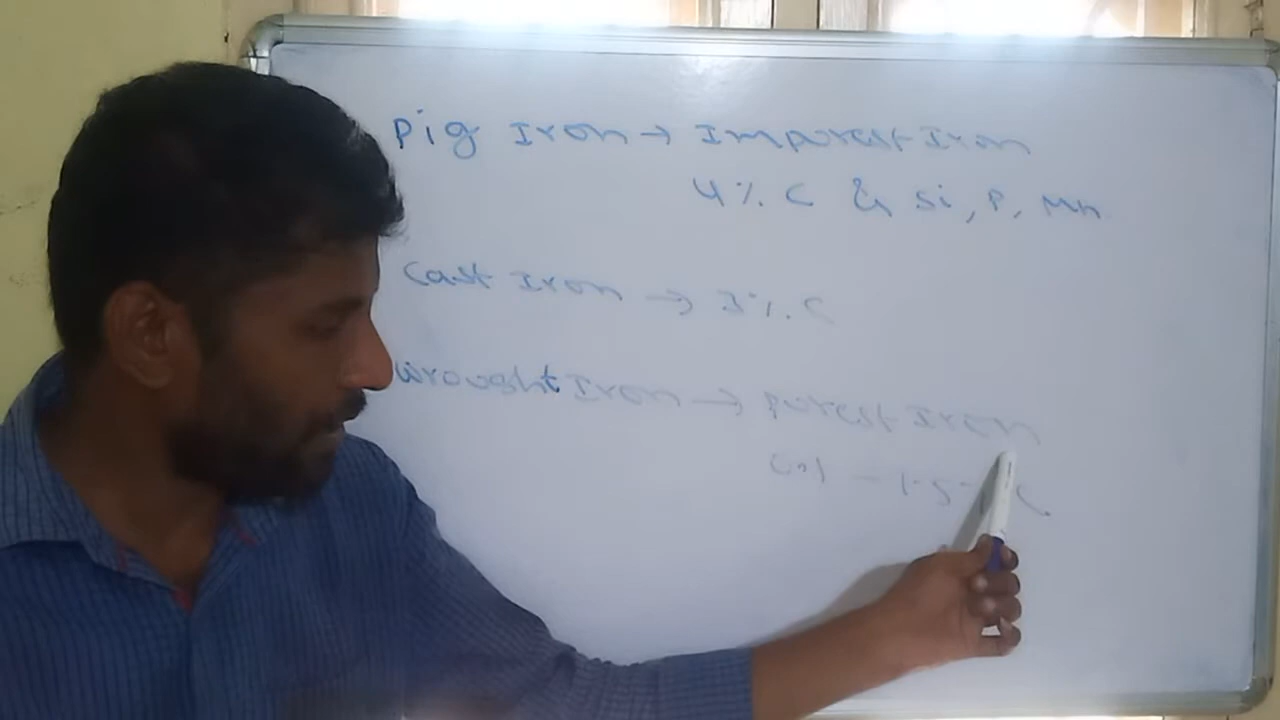 Pig Iron → Impurest Iron
4% C & Si, P, Mn
Cast Iron → 3% C
Wrought Iron → Purest Iron